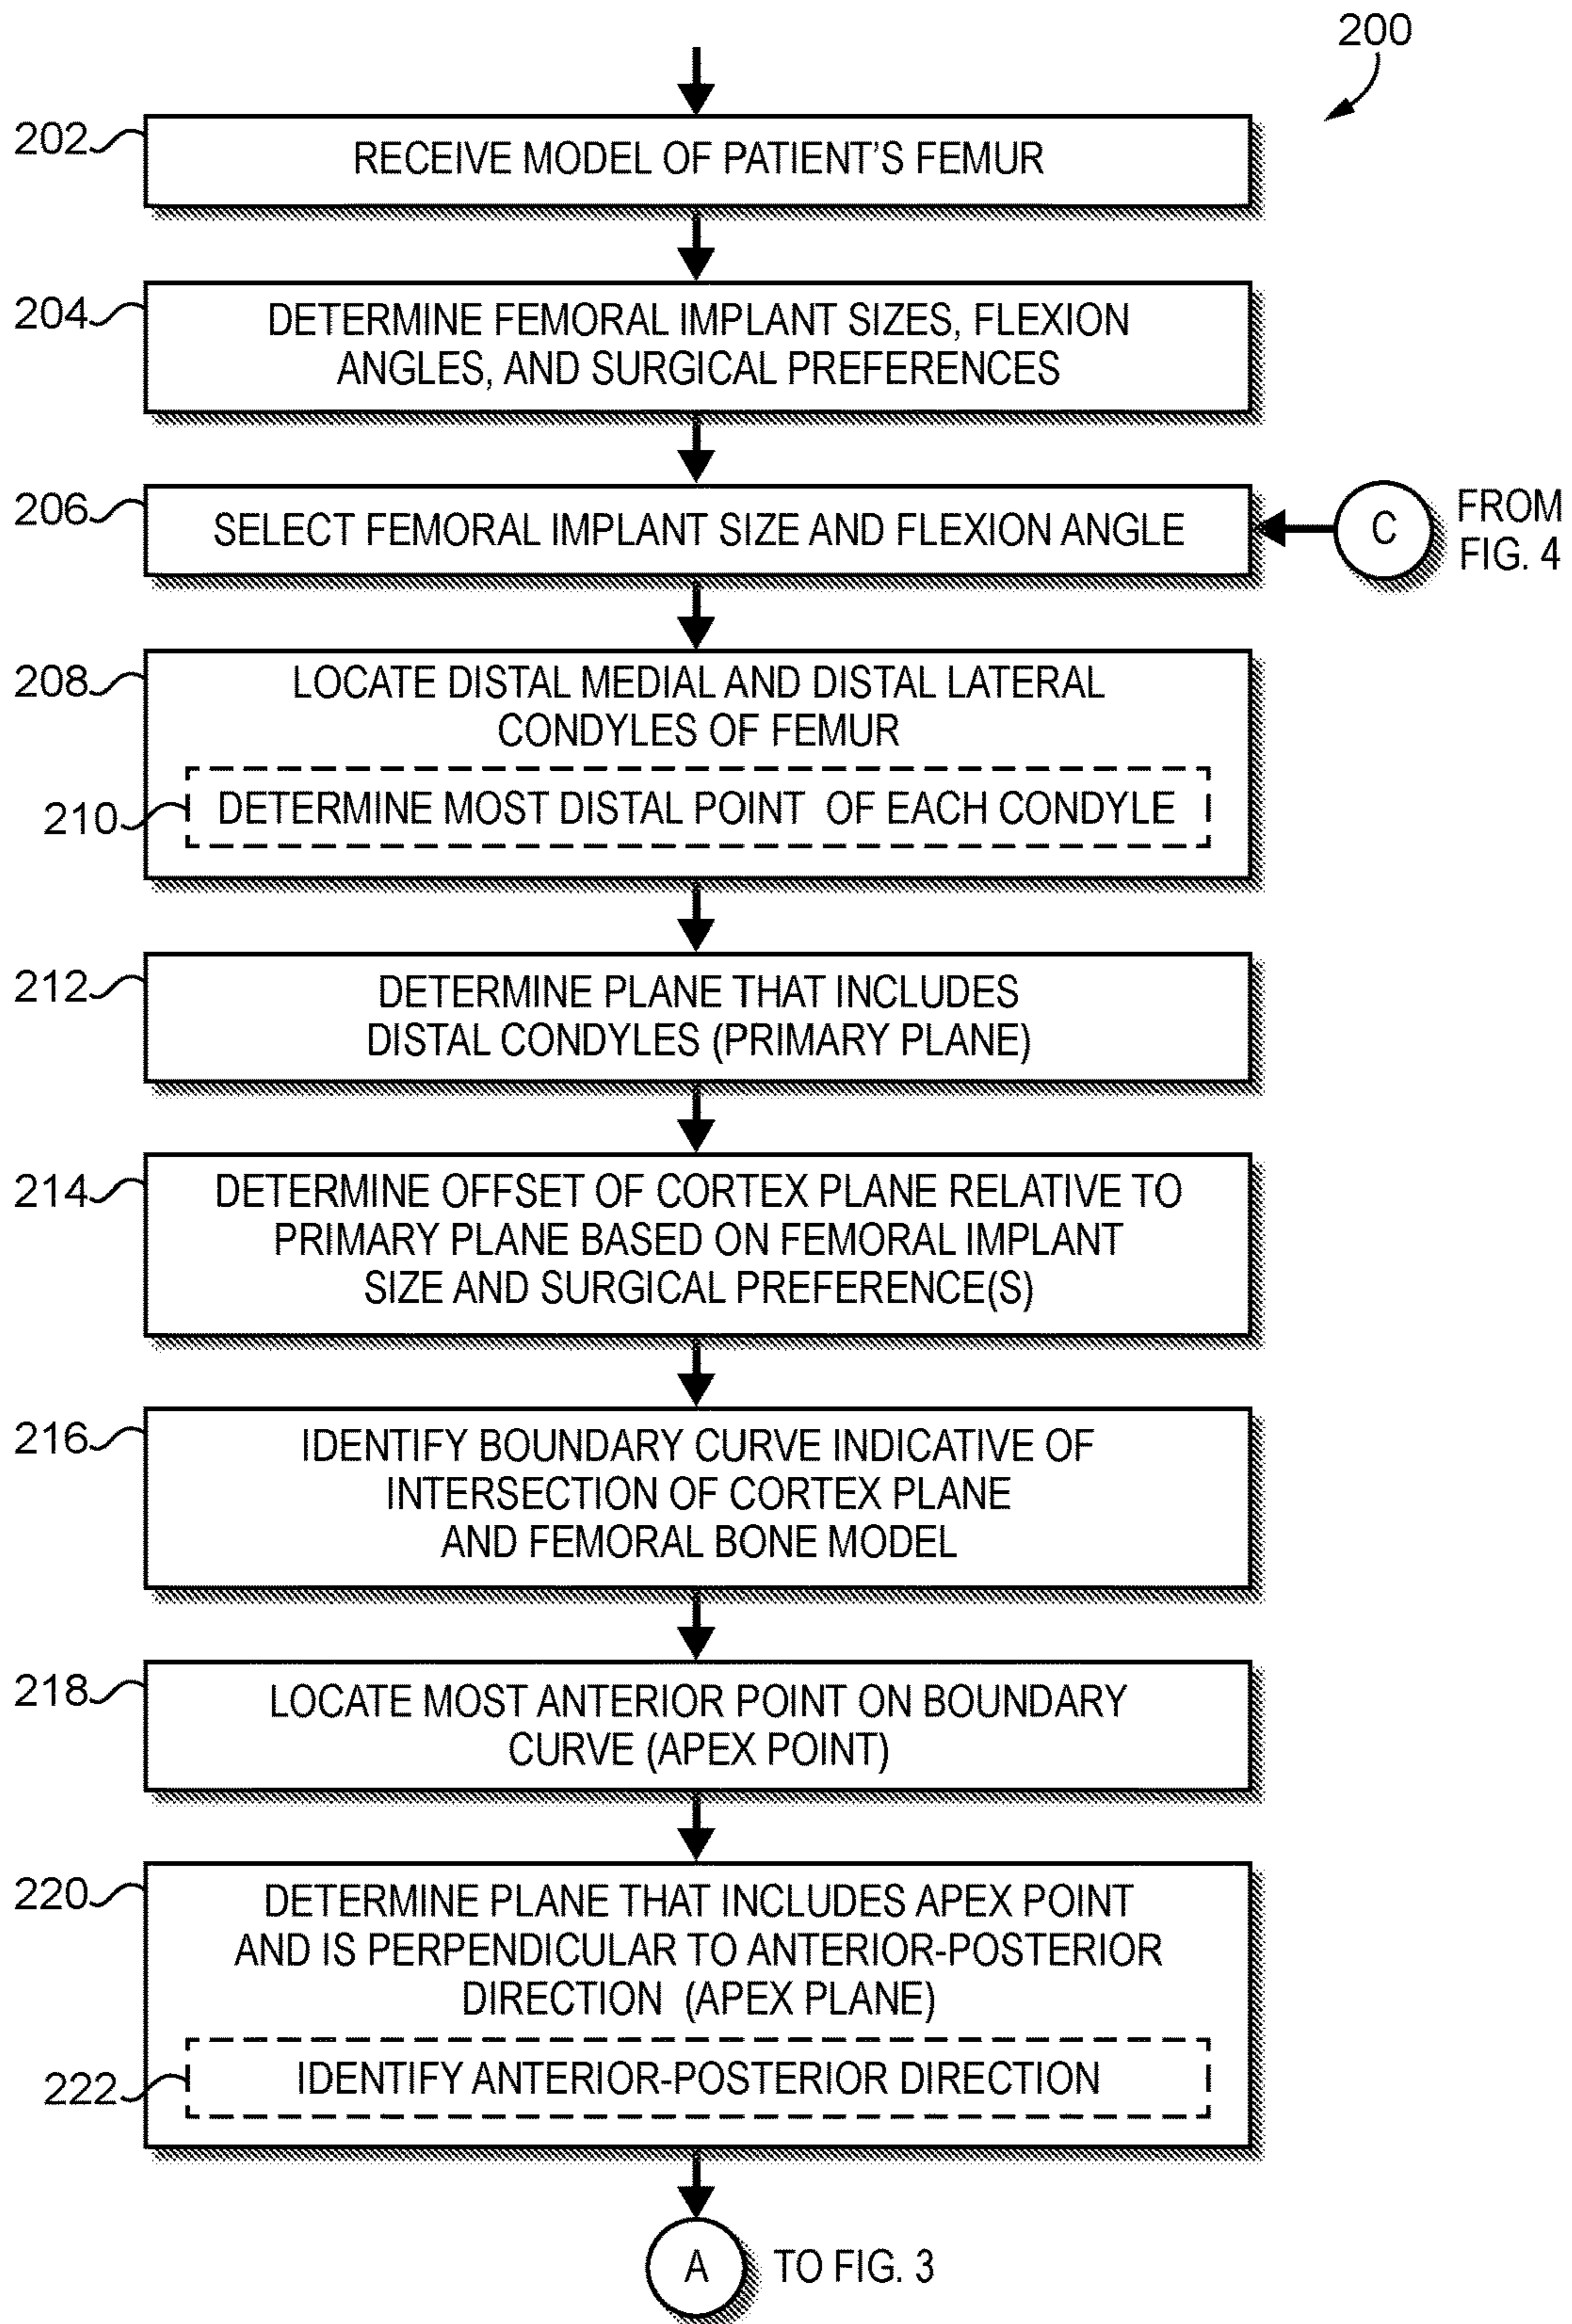 200
202
RECEIVE MODEL OF PATIENT'S FEMUR
204
DETERMINE FEMORAL IMPLANT SIZES, FLEXION
ANGLES, AND SURGICAL PREFERENCES
206
SELECT FEMORAL IMPLANT SIZE AND FLEXION ANGLE
C
FROM
FIG. 4
208
LOCATE DISTAL MEDIAL AND DISTAL LATERAL
CONDYLES OF FEMUR
210
DETERMINE MOST DISTAL POINT OF EACH CONDYLE
212
DETERMINE PLANE THAT INCLUDES
DISTAL CONDYLES (PRIMARY PLANE)
214
DETERMINE OFFSET OF CORTEX PLANE RELATIVE TO
PRIMARY PLANE BASED ON FEMORAL IMPLANT
SIZE AND SURGICAL PREFERENCE(S)
216
IDENTIFY BOUNDARY CURVE INDICATIVE OF
INTERSECTION OF CORTEX PLANE
AND FEMORAL BONE MODEL
218
LOCATE MOST ANTERIOR POINT ON BOUNDARY
CURVE (APEX POINT)
220
DETERMINE PLANE THAT INCLUDES APEX POINT
AND IS PERPENDICULAR TO ANTERIOR-POSTERIOR
DIRECTION (APEX PLANE)
222
IDENTIFY ANTERIOR-POSTERIOR DIRECTION
A
TO FIG. 3